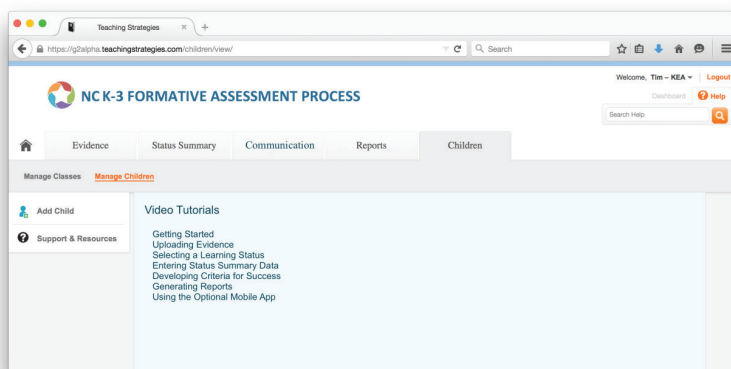 Teaching Strategies
https://g2alpha.teachingstrategies.com/children/view/
Search
Welcome, Tim – KEA
Logout
NC K-3 FORMATIVE ASSESSMENT PROCESS
Dashboard
Help
Search Help
Evidence
Status Summary
Communication
Reports
Children
Manage Classes
Manage Children
Add Child
Support & Resources
Video Tutorials
Getting Started
Uploading Evidence
Selecting a Learning Status
Entering Status Summary Data
Developing Criteria for Success
Generating Reports
Using the Optional Mobile App